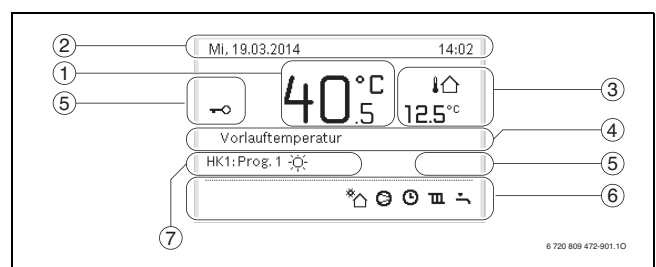 ② Mi, 19.03.2014 14:02
① 40.5 °C
③ 12.5 °C
⑤
④ Vorlauftemperatur
HK1: Prog. 1
⑤
⑥
⑦
6 720 809 472-901.1O